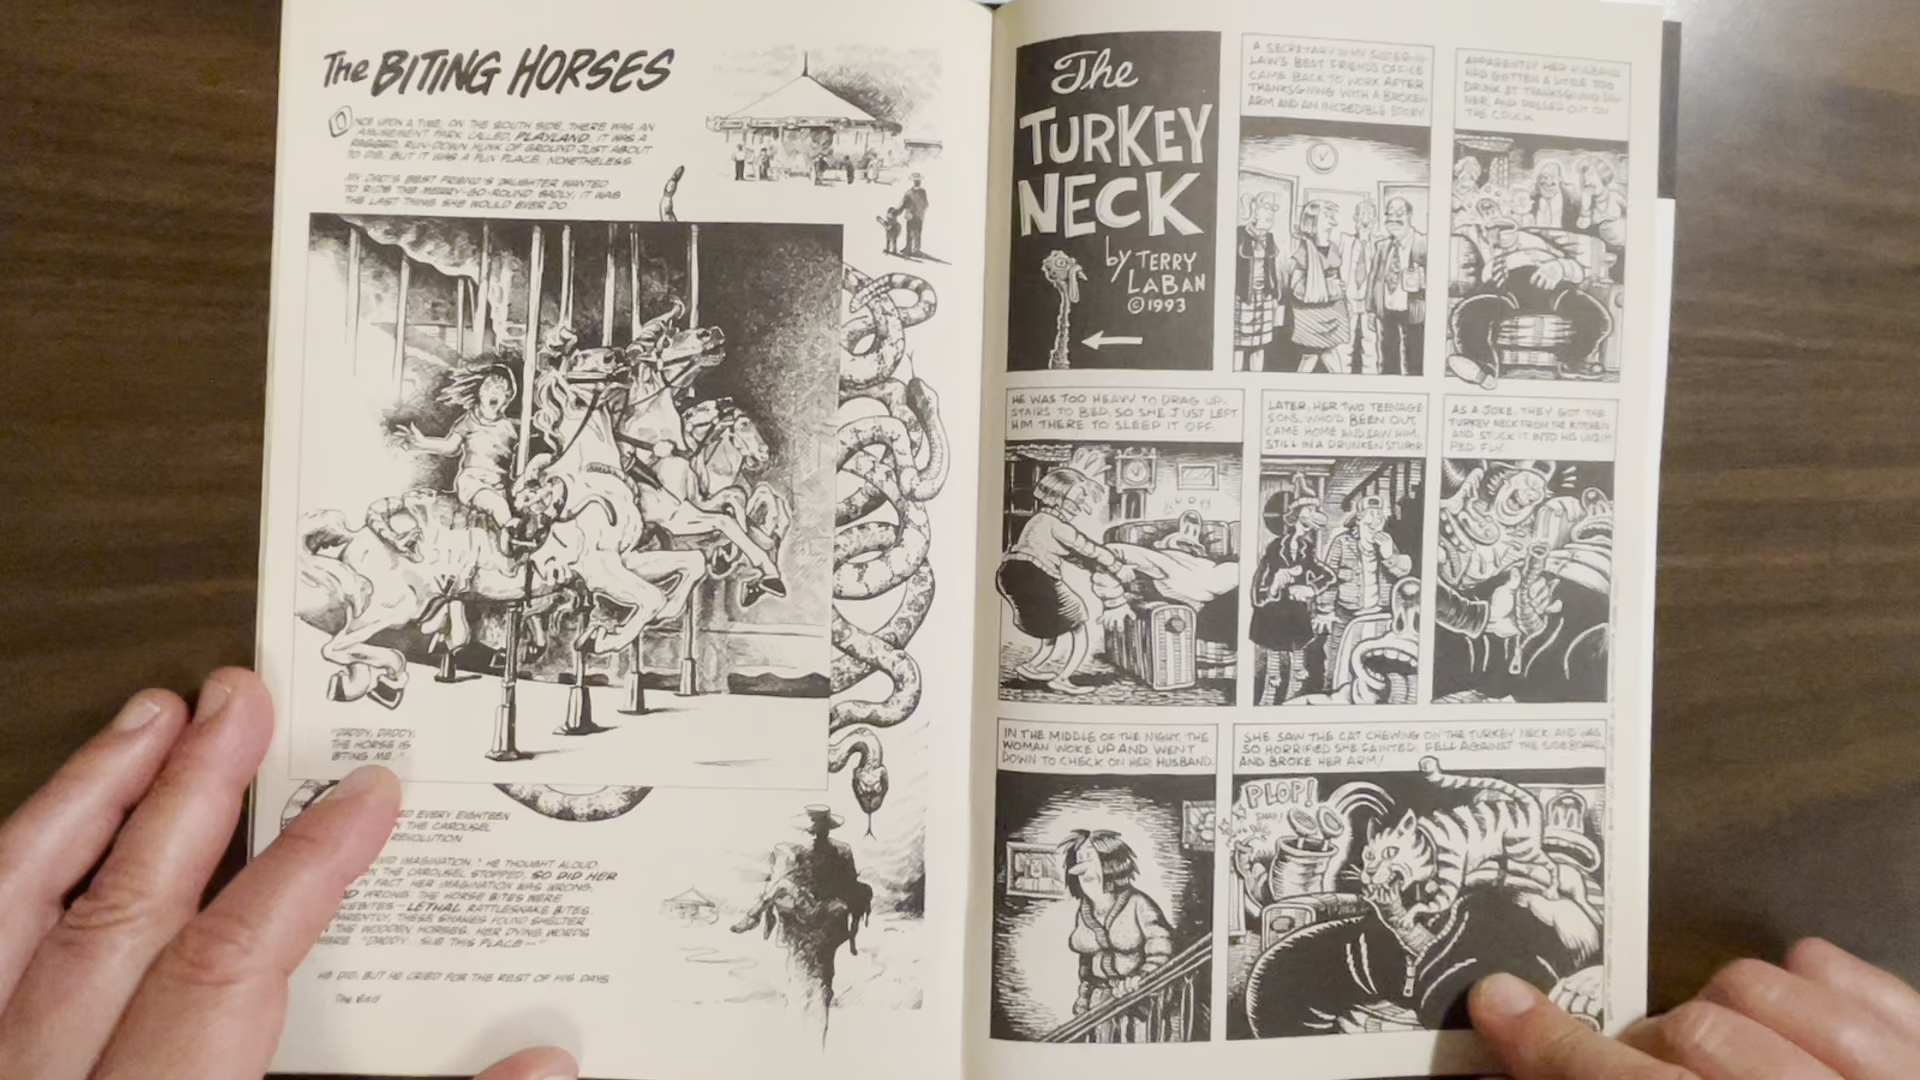 The BITING HORSES
ONCE UPON A TIME, ON THE SOUTH SIDE, THERE WAS AN
AMUSEMENT PARK CALLED, PLAYLAND. IT WAS A
RAGGED, RUN-DOWN HUNK OF GROUND JUST ABOUT
TO DIE. BUT IT WAS A FUN PLACE, NONETHELESS.
MY DAD'S BEST FRIEND'S DAUGHTER WANTED
TO RIDE THE MERRY-GO-ROUND. SADLY, IT WAS
THE LAST THING SHE WOULD EVER DO.
"DADDY, DADDY,
THE HORSE IS
BITING ME."
ED EVERY EIGHTEEN
THE CAROUSEL
REVOLUTION.
IMAGINATION." HE THOUGHT ALOUD.
THE CAROUSEL STOPPED, SO DID HER
IN FACT, HER IMAGINATION WAS WRONG.
WRONG. THE HORSE BITES WERE
LETHAL RATTLESNAKE BITES.
THESE SNAKES FOUND SHELTER
THE WOODEN HORSES. HER DYING WORDS
WERE, "DADDY... SUE THIS PLACE—"
HE DID, BUT HE CRIED FOR THE REST OF HIS DAYS
The End
The
TURKEY
NECK
by TERRY
LABAN
©1993
A SECRETARY IN MY SISTER-IN-
LAW'S BEST FRIEND'S OFFICE
CAME BACK TO WORK AFTER
THANKSGIVING WITH A BROKEN
ARM AND AN INCREDIBLE STORY.
APPARENTLY HER HUSBAND
HAD GOTTEN A LITTLE TOO
DRUNK AT THANKSGIVING DIN-
NER, AND PASSED OUT ON
THE COUCH.
HE WAS TOO HEAVY TO DRAG UP-
STAIRS TO BED, SO SHE JUST LEFT
HIM THERE TO SLEEP IT OFF.
LATER, HER TWO TEENAGE
SONS, WHO'D BEEN OUT,
CAME HOME AND SAW HIM,
STILL IN A DRUNKEN STUPOR
AS A JOKE, THEY GOT THE
TURKEY NECK FROM THE KITCHEN
AND STUCK IT INTO HIS UNZIP-
PED FLY.
IN THE MIDDLE OF THE NIGHT, THE
WOMAN WOKE UP AND WENT
DOWN TO CHECK ON HER HUSBAND.
SHE SAW THE CAT CHEWING ON THE TURKEY NECK AND WAS
SO HORRIFIED SHE FAINTED, FELL AGAINST THE SIDEBOARD,
AND BROKE HER ARM!
PLOP!
SNAP!